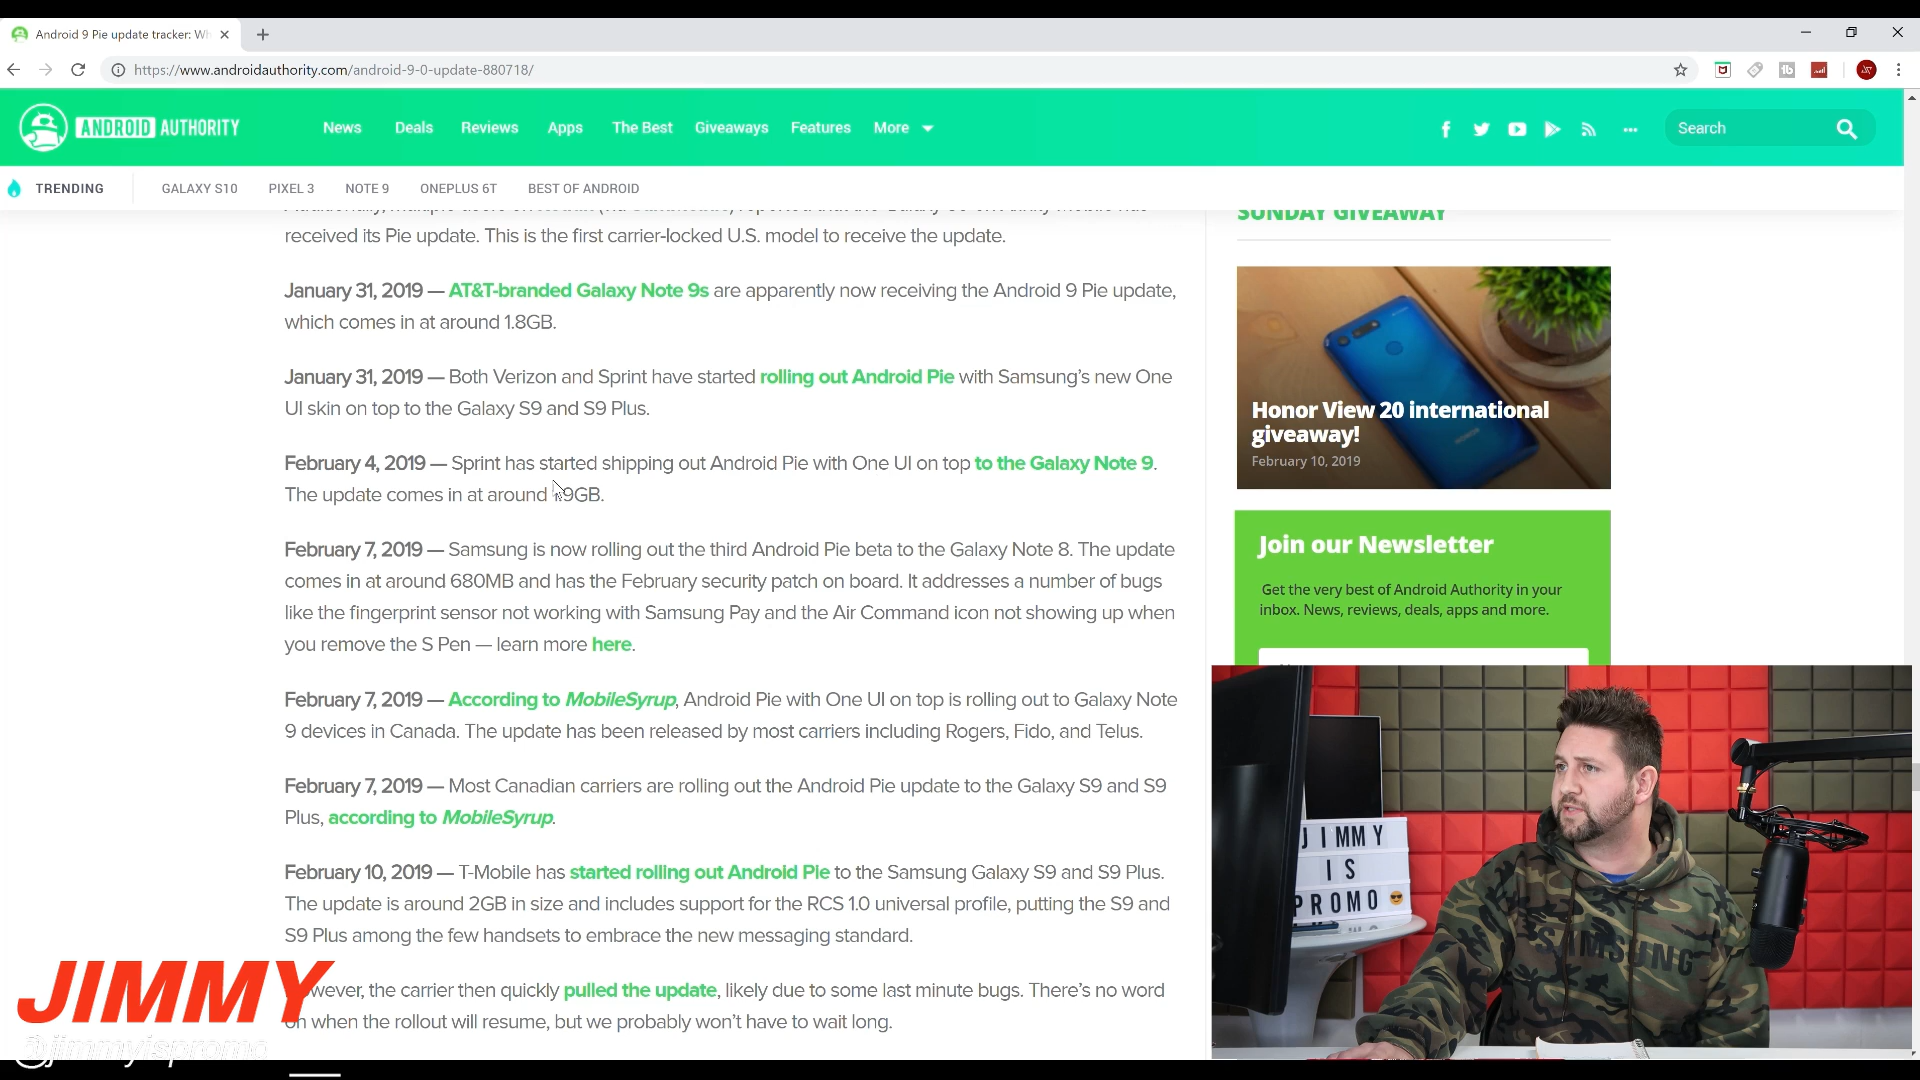 Android 9 Pie update tracker: Wh
https://www.androidauthority.com/android-9-0-update-880718/
ANDROID AUTHORITY
News Deals Reviews Apps The Best Giveaways Features More
Search
TRENDING GALAXY S10 PIXEL 3 NOTE 9 ONEPLUS 6T BEST OF ANDROID
received its Pie update. This is the first carrier-locked U.S. model to receive the update.
January 31, 2019 — AT&T-branded Galaxy Note 9s are apparently now receiving the Android 9 Pie update,
which comes in at around 1.8GB.
January 31, 2019 — Both Verizon and Sprint have started rolling out Android Pie with Samsung's new One
UI skin on top to the Galaxy S9 and S9 Plus.
February 4, 2019 — Sprint has started shipping out Android Pie with One UI on top to the Galaxy Note 9.
The update comes in at around
February 7, 2019 — Samsung is now rolling out the third Android Pie beta to the Galaxy Note 8. The update
comes in at around 680MB and has the February security patch on board. It addresses a number of bugs
like the fingerprint sensor not working with Samsung Pay and the Air Command icon not showing up when
you remove the S Pen — learn more here.
February 7, 2019 — According to MobileSyrup, Android Pie with One UI on top is rolling out to Galaxy Note
9 devices in Canada. The update has been released by most carriers including Rogers, Fido, and Telus.
February 7, 2019 — Most Canadian carriers are rolling out the Android Pie update to the Galaxy S9 and S9
Plus, according to MobileSyrup.
February 10, 2019 — T-Mobile has started rolling out Android Pie to the Samsung Galaxy S9 and S9 Plus.
The update is around 2GB in size and includes support for the RCS 1.0 universal profile, putting the S9 and
S9 Plus among the few handsets to embrace the new messaging standard.
wever, the carrier then quickly pulled the update, likely due to some last minute bugs. There's no word
on when the rollout will resume, but we probably won't have to wait long.
SUNDAY GIVEAWAY
Honor View 20 international
giveaway!
February 10, 2019
Join our Newsletter
Get the very best of Android Authority in your
inbox. News, reviews, deals, apps and more.
JIMMY
IS
PROMO
SAMSUNG
JIMMY
@jimmyispromo